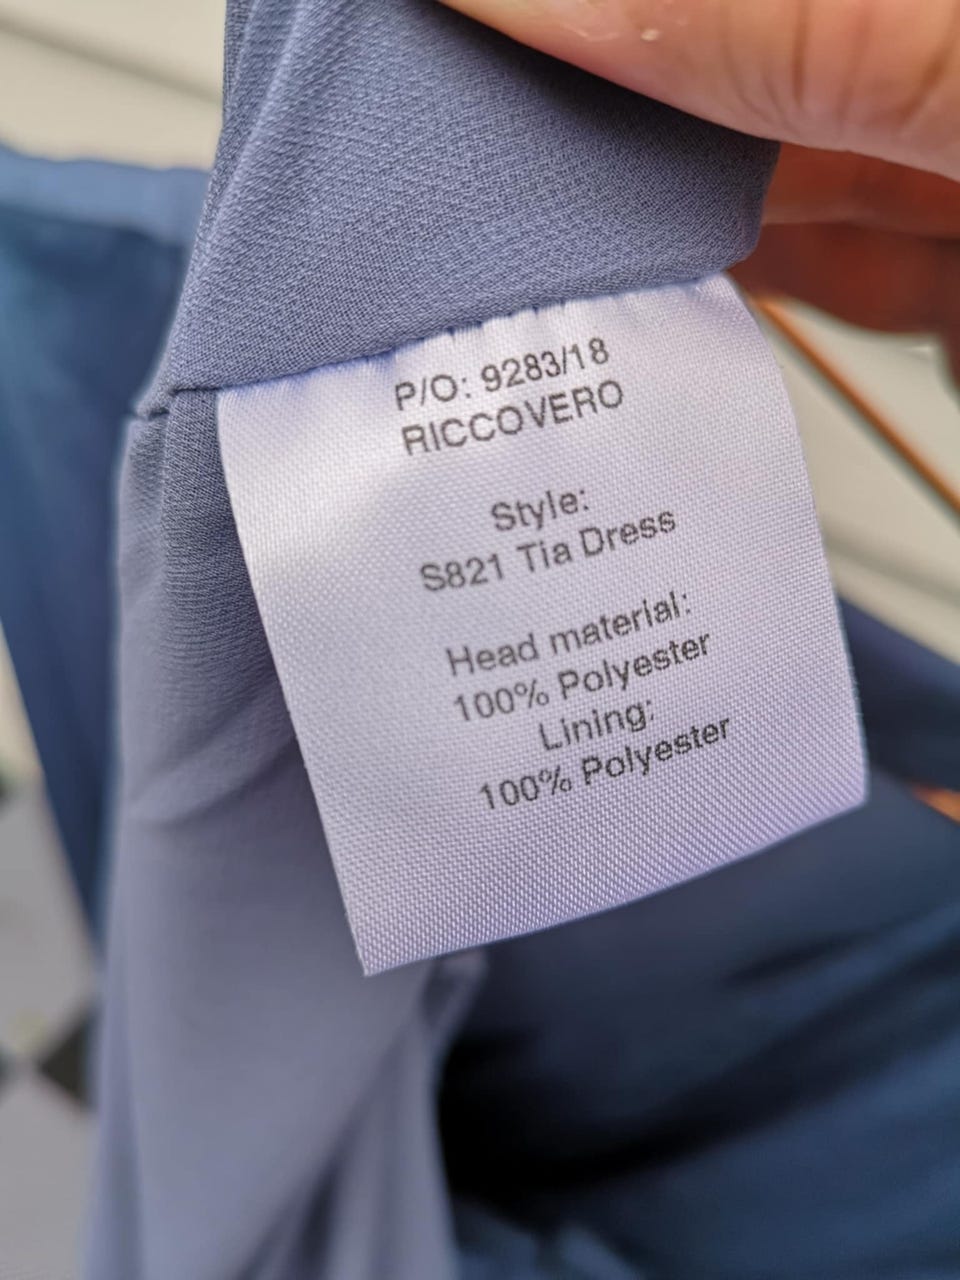 P/O: 9283/18
RICCOVERO
Style:
S821 Tia Dress
Head material:
100% Polyester
Lining:
100% Polyester